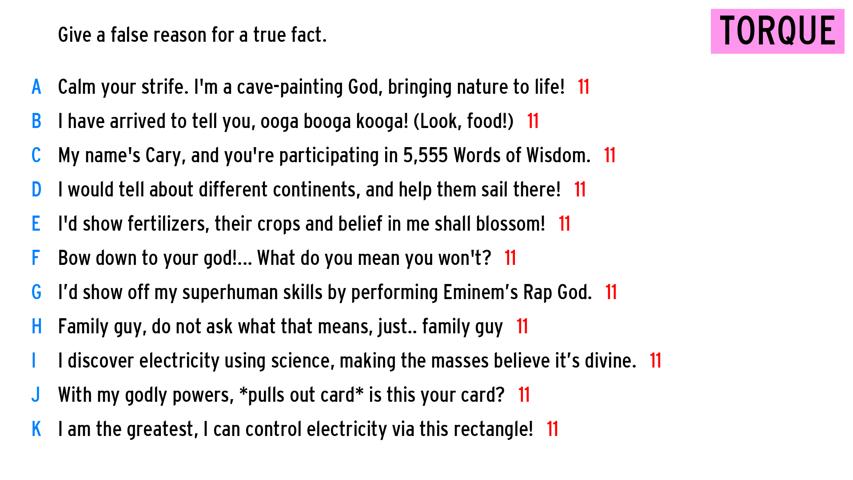 Give a false reason for a true fact.
TORQUE
A Calm your strife. I'm a cave-painting God, bringing nature to life! 11
B I have arrived to tell you, ooga booga kooga! (Look, food!) 11
C My name's Cary, and you're participating in 5,555 Words of Wisdom. 11
D I would tell about different continents, and help them sail there! 11
E I'd show fertilizers, their crops and belief in me shall blossom! 11
F Bow down to your god!... What do you mean you won't? 11
G I’d show off my superhuman skills by performing Eminem’s Rap God. 11
H Family guy, do not ask what that means, just.. family guy 11
I I discover electricity using science, making the masses believe it’s divine. 11
J With my godly powers, *pulls out card* is this your card? 11
K I am the greatest, I can control electricity via this rectangle! 11